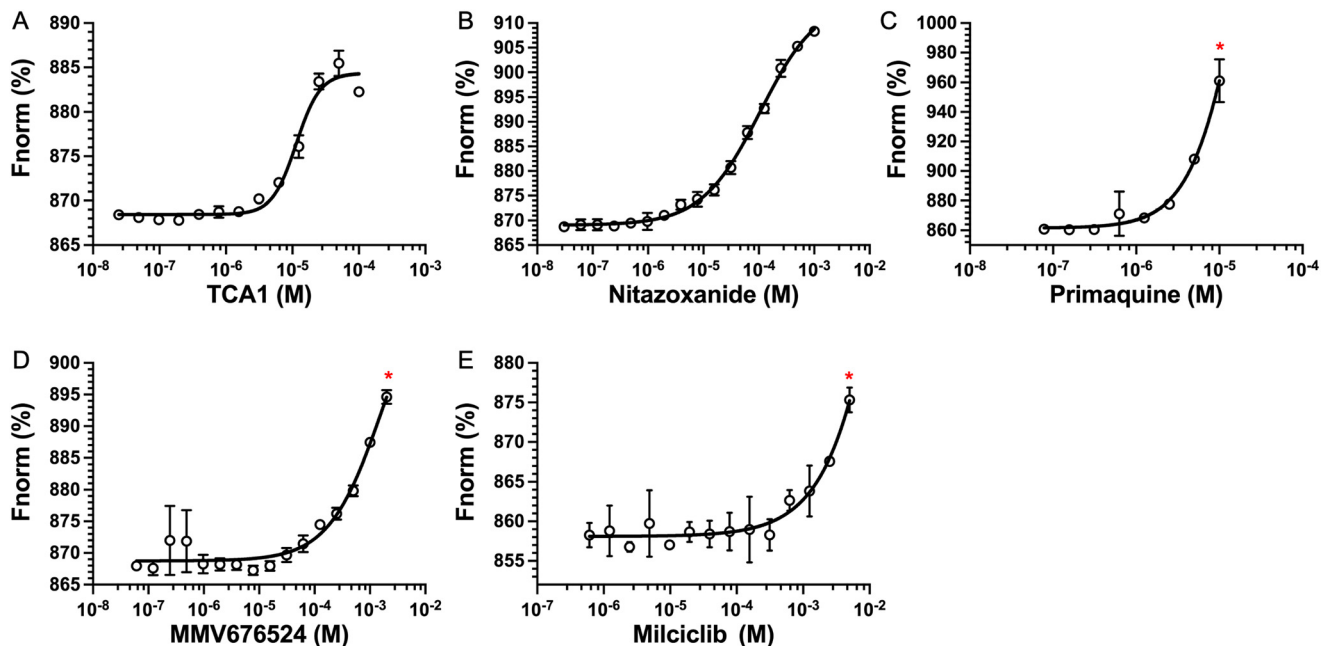 A
Fnorm (%)
890
885
880
875
870
865
10-8 10-7 10-6 10-5 10-4 10-3
TCA1 (M)
B
Fnorm (%)
910
905
900
895
890
885
880
875
870
865
10-8 10-7 10-6 10-5 10-4 10-3 10-2
Nitazoxanide (M)
C
Fnorm (%)
1000
980
960
940
920
900
880
860
*
10-8 10-6 10-5 10-4
Primaquine (M)
D
Fnorm (%)
900
895
890
885
880
875
870
865
*
10-8 10-7 10-6 10-5 10-4 10-3 10-2
MMV676524 (M)
E
Fnorm (%)
880
875
870
865
860
855
*
10-7 10-6 10-5 10-4 10-3 10-2
Milciclib (M)